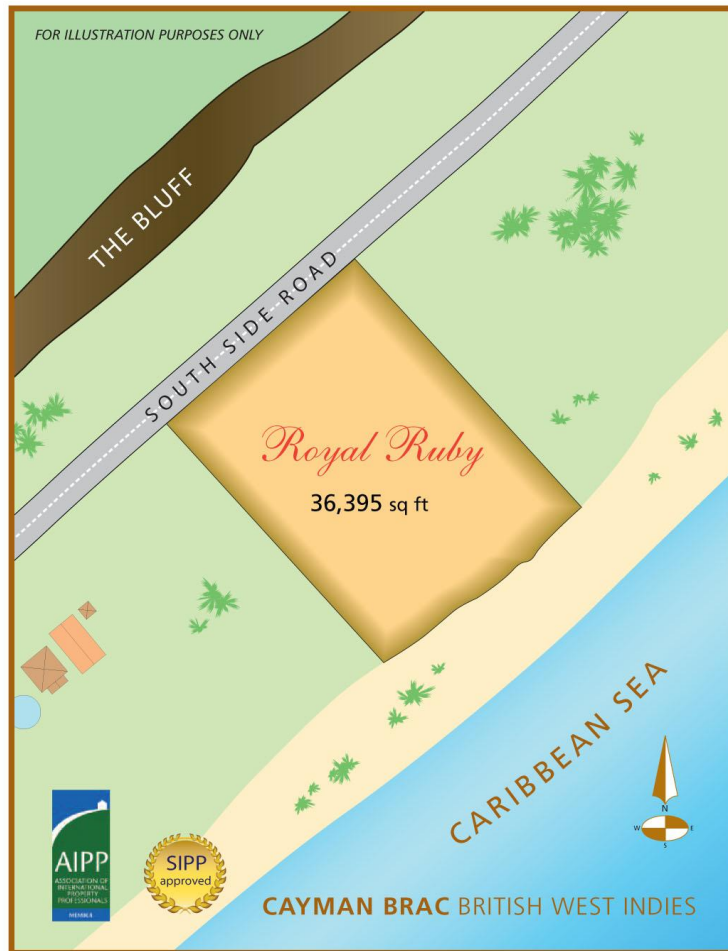 FOR ILLUSTRATION PURPOSES ONLY
THE BLUFF
SOUTH SIDE ROAD
Royal Ruby
36,395 sq ft
CARIBBEAN SEA
N
W E
S
AIPP
ASSOCIATION OF
INTERNATIONAL
PROPERTY
PROFESSIONALS
MEMBER
SIPP
approved
CAYMAN BRAC BRITISH WEST INDIES